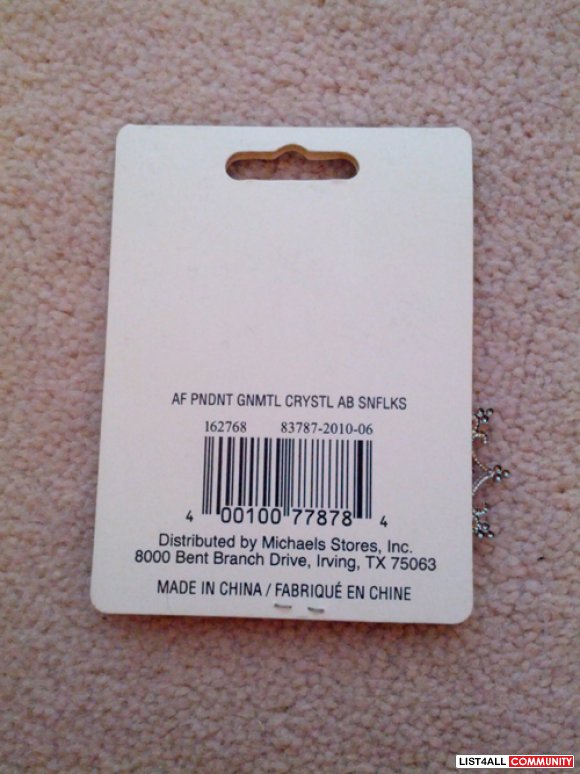 AF PNDNT GNMTL CRYSTL AB SNFLKS
162768 83787-2010-06
4 00100 77878 4
Distributed by Michaels Stores, Inc.
8000 Bent Branch Drive, Irving, TX 75063
MADE IN CHINA / FABRIQUÉ EN CHINE
LIST4ALL COMMUNITY